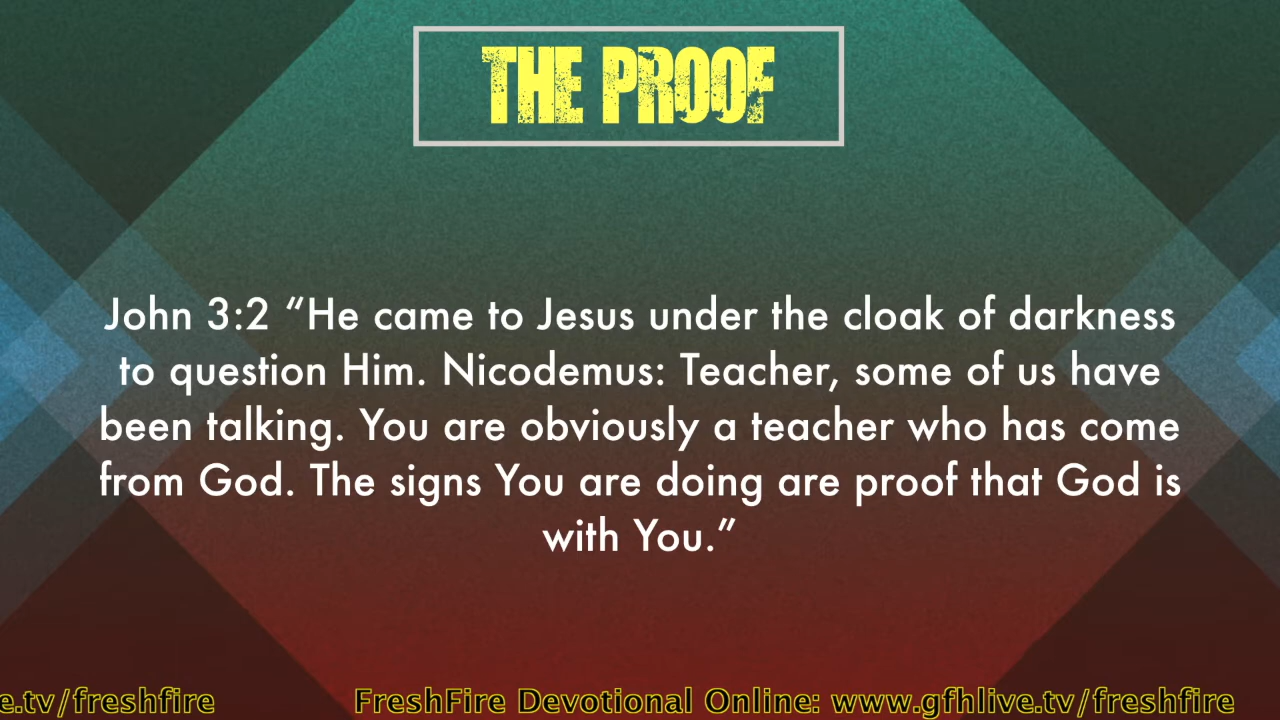 THE PROOF
John 3:2 “He came to Jesus under the cloak of darkness
to question Him. Nicodemus: Teacher, some of us have
been talking. You are obviously a teacher who has come
from God. The signs You are doing are proof that God is
with You.”
e.tv/freshfire FreshFire Devotional Online: www.gfhlive.tv/freshfire